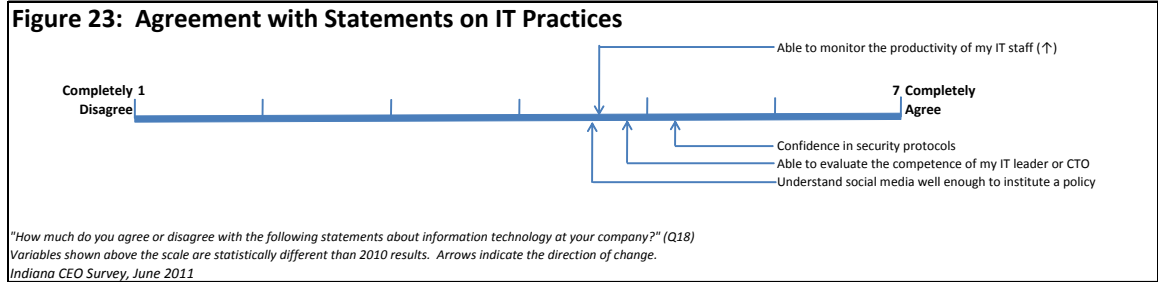 Figure 23:  Agreement with Statements on IT Practices
Able to monitor the productivity of my IT staff (↑)
Completely 1
Disagree
7 Completely
Agree
Confidence in security protocols
Able to evaluate the competence of my IT leader or CTO
Understand social media well enough to institute a policy
"How much do you agree or disagree with the following statements about information technology at your company?" (Q18)
Variables shown above the scale are statistically different than 2010 results.  Arrows indicate the direction of change.
Indiana CEO Survey, June 2011